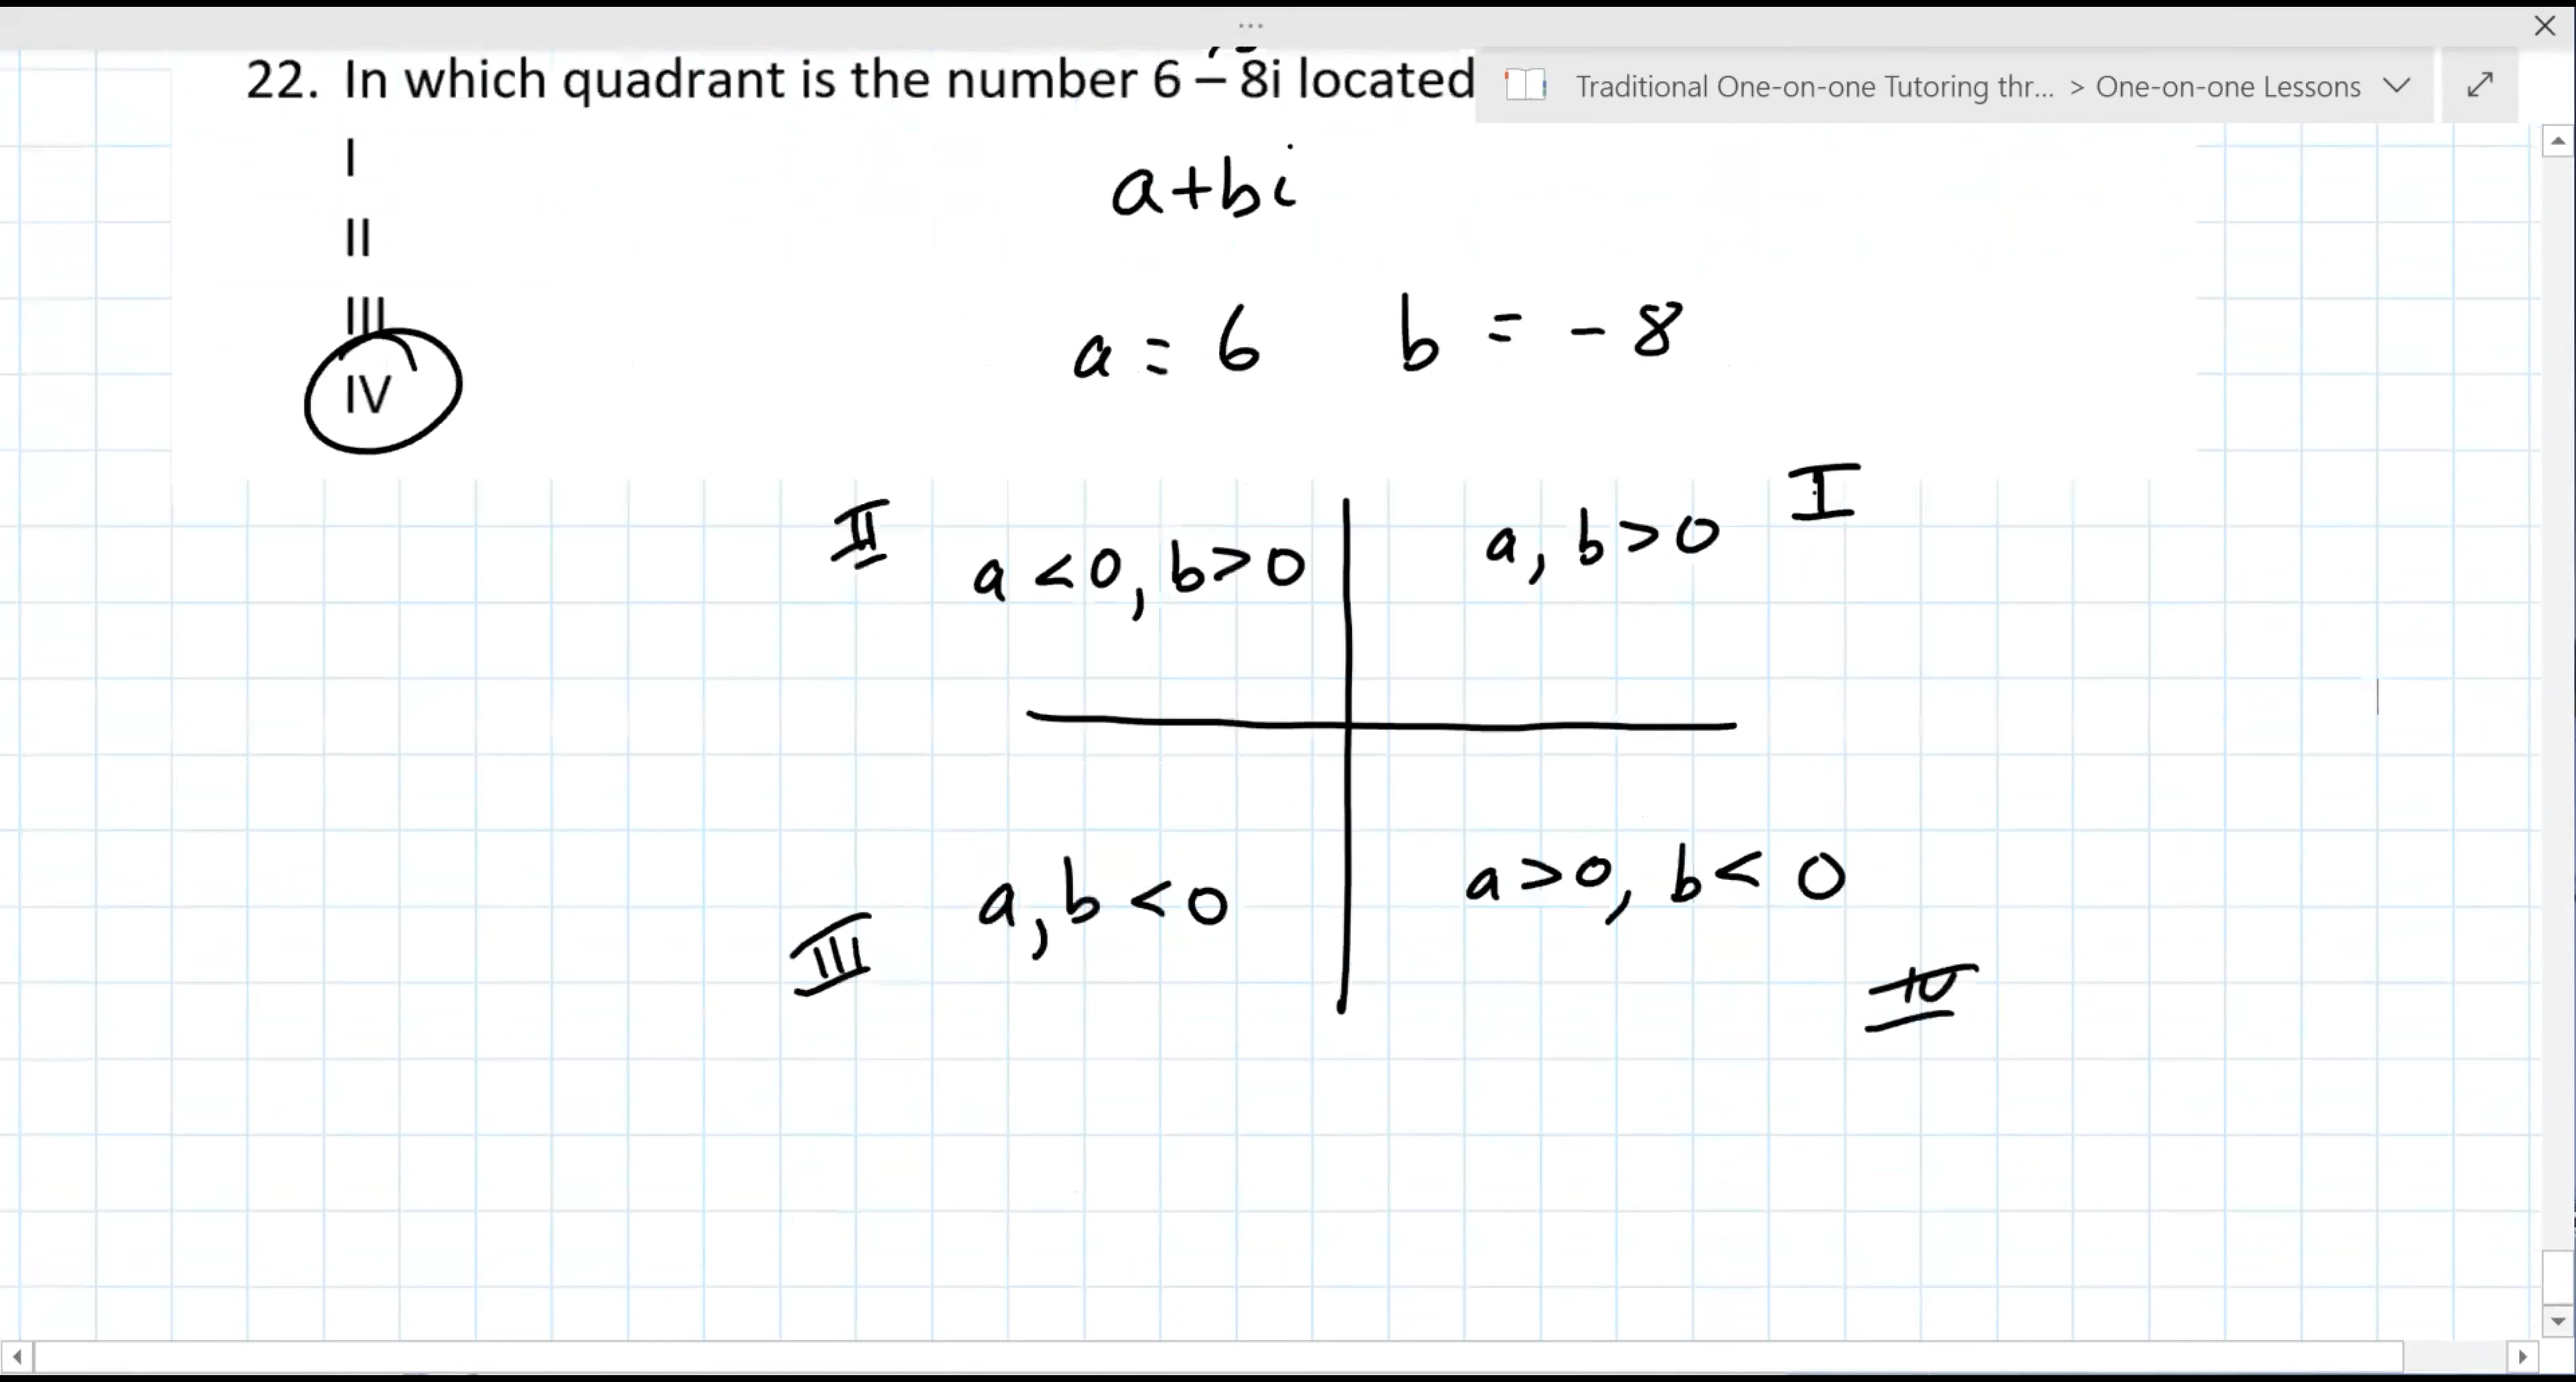 22. In which quadrant is the number 6 – 8i located
Traditional One-on-one Tutoring thr... > One-on-one Lessons
I
II
III
IV
a+bi
a = 6 b = - 8
II a <0, b>0
a, b>0 I
III a,b <0
a >0, b< 0
IV